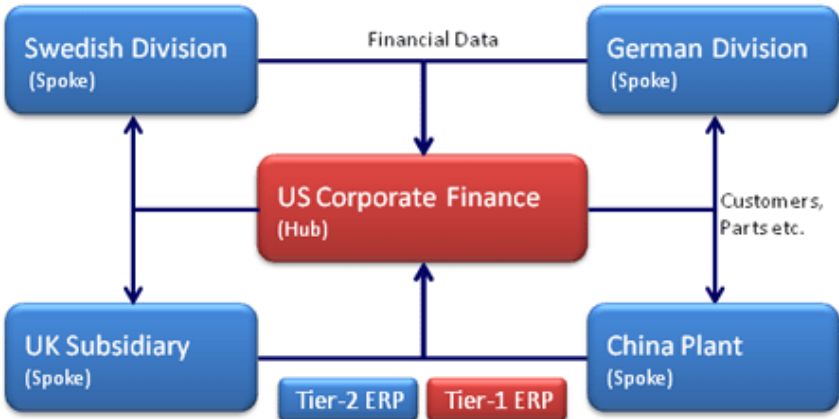 Swedish Division
(Spoke)
Financial Data
German Division
(Spoke)
US Corporate Finance
(Hub)
Customers,
Parts etc.
UK Subsidiary
(Spoke)
China Plant
(Spoke)
Tier-2 ERP
Tier-1 ERP